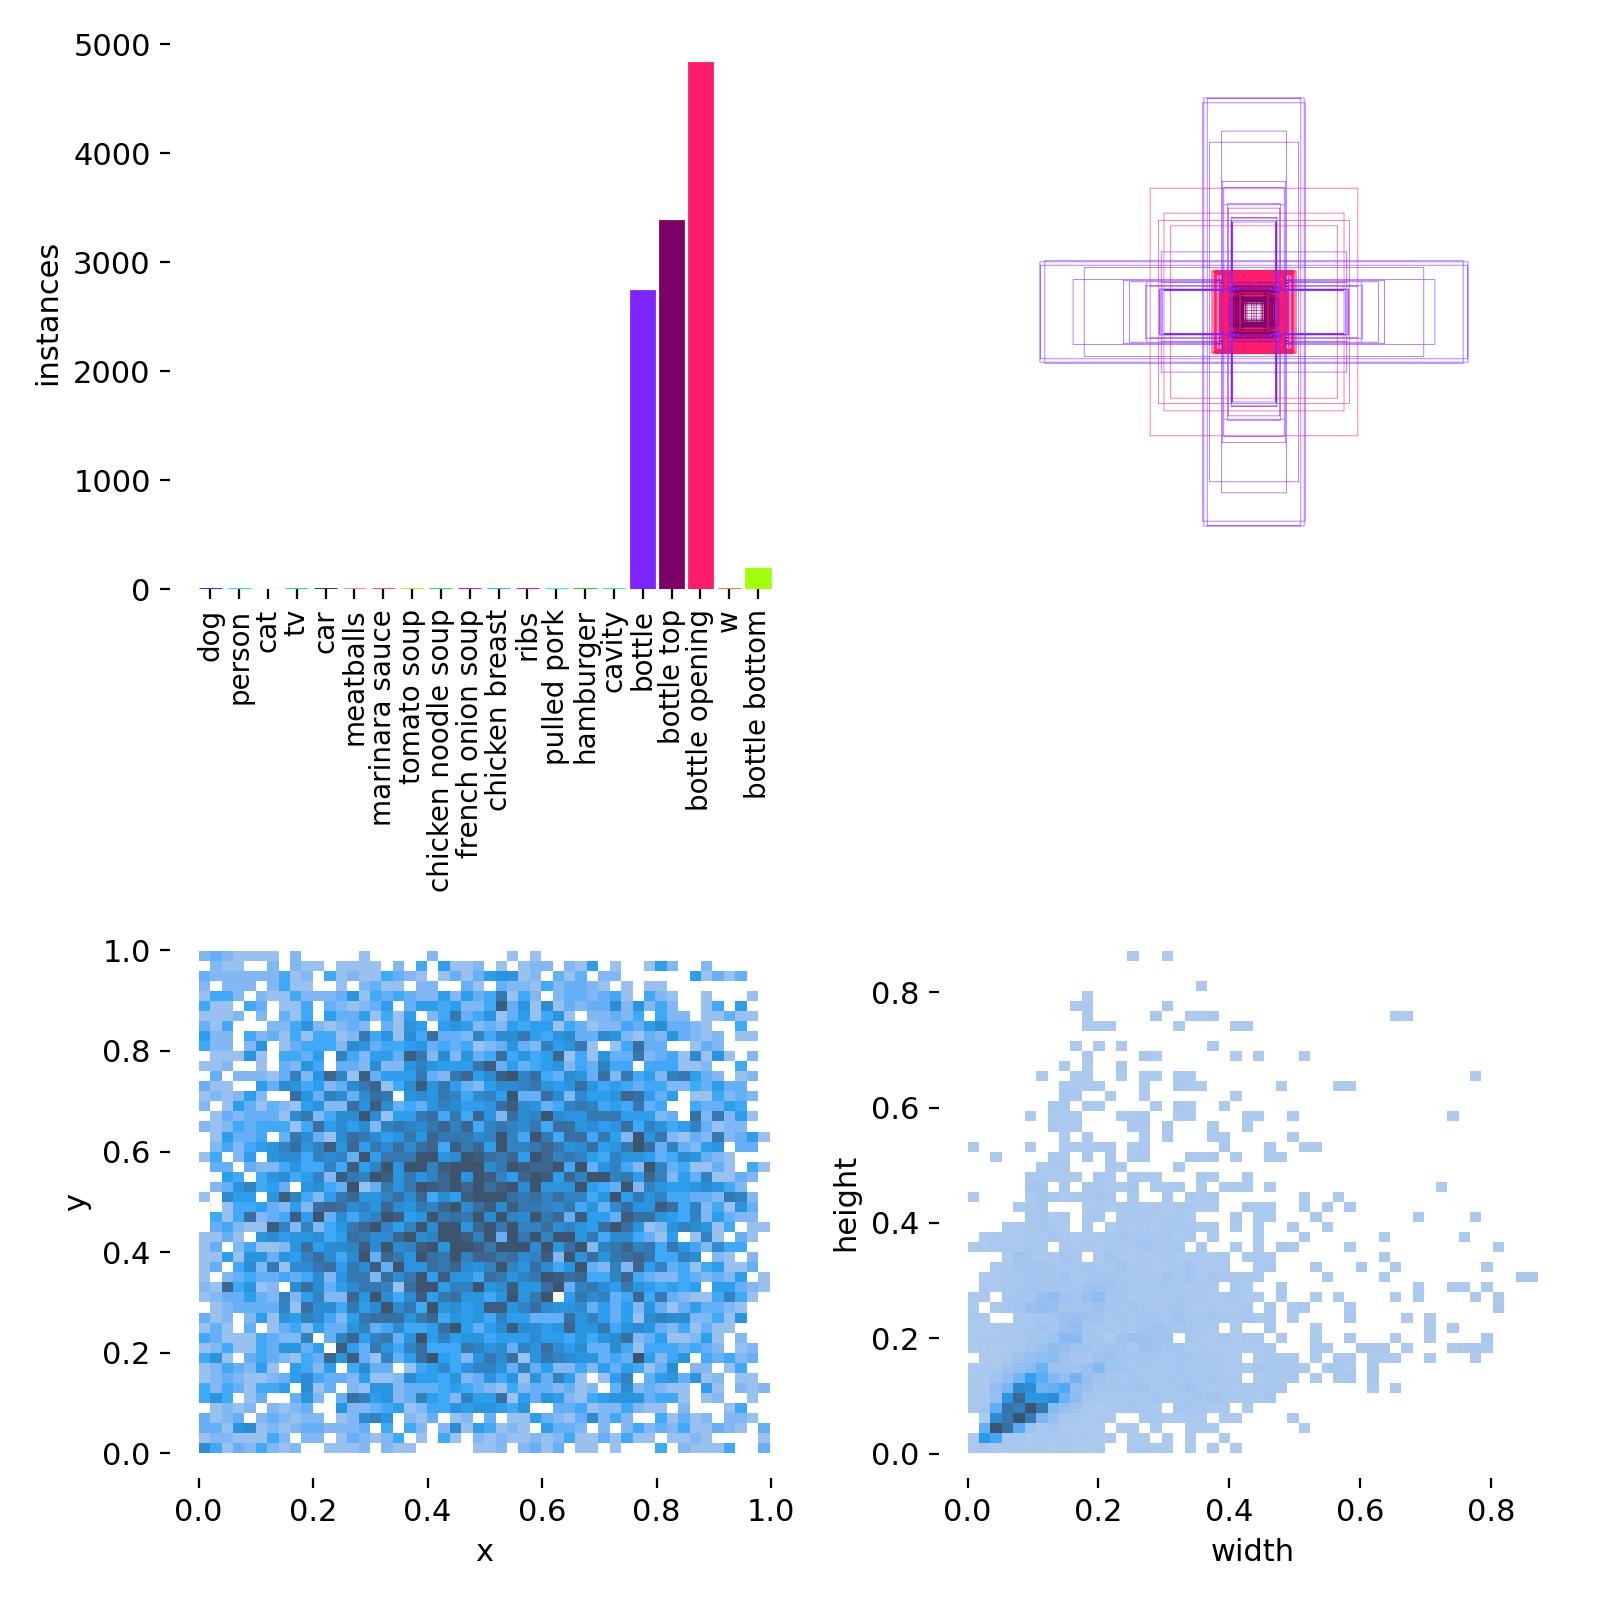 5000
4000
3000
2000
1000
0
instances
dog
person
cat
tv
car
meatballs
marinara sauce
tomato soup
chicken noodle soup
french onion soup
chicken breast
ribs
pulled pork
hamburger
cavity
bottle
bottle top
bottle opening
w
bottle bottom
1.0
0.8
0.6
0.4
0.2
0.0
y
0.0 0.2 0.4 0.6 0.8 1.0
x
0.8
0.6
0.4
0.2
0.0
height
0.0 0.2 0.4 0.6 0.8
width